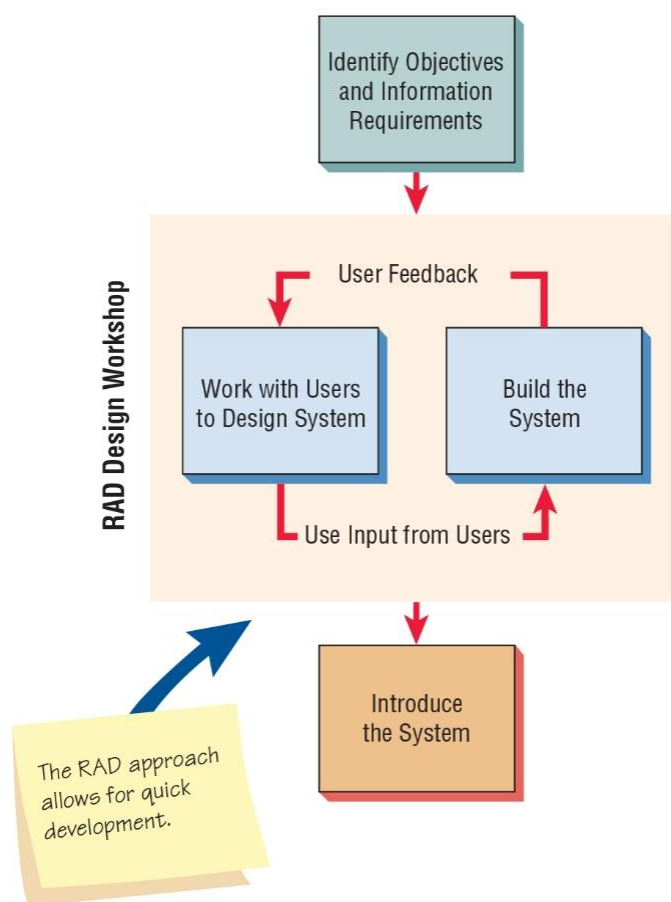 Identify Objectives
and Information
Requirements
RAD Design Workshop
User Feedback
Work with Users
to Design System
Build the
System
Use Input from Users
Introduce
the System
The RAD approach
allows for quick
development.